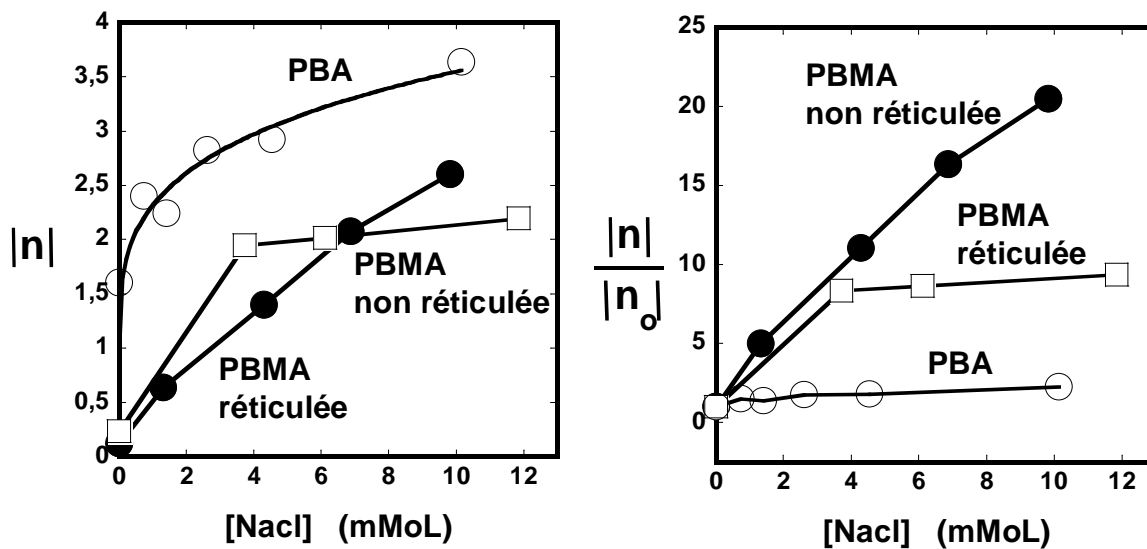 4
3,5
3
2,5
2
1,5
1
0,5
0
|n|
PBA
PBMA
non réticulée
PBMA
réticulée
0 2 4 6 8 10 12
[Nacl] (mMoL)
25
20
15
10
5
0
|n|
|no|
PBMA
non réticulée
PBMA
réticulée
PBA
0 2 4 6 8 10 12
[Nacl] (mMoL)